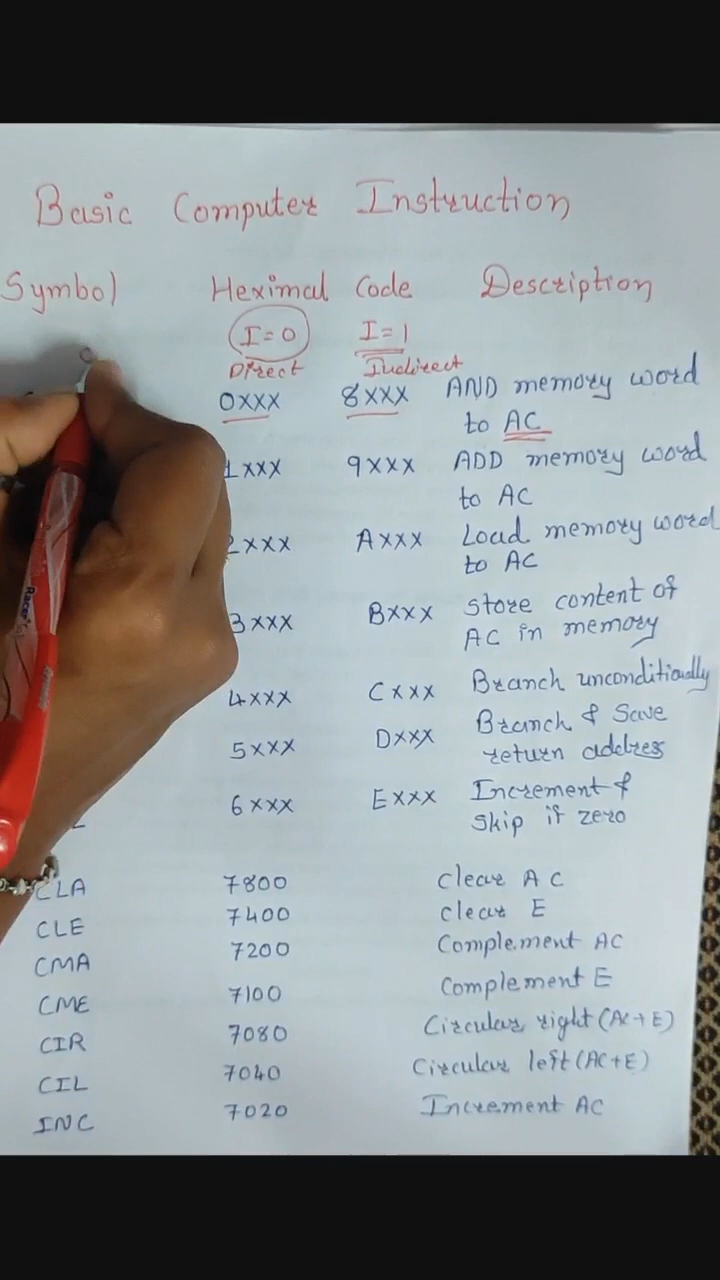 Basic Computer Instruction
Symbol Heximal Code Description
I=0 I=1
Direct Indirect
0XXX 8XXX AND memory word
to AC
1XXX 9XXX ADD memory word
to AC
2XXX AXXX Load memory word
to AC
3XXX BXXX Store content of
AC in memory
4XXX CXXX Branch unconditionally
5XXX DXXX Branch & Save
return address
6XXX EXXX Increment &
Skip if zero
CLA 7800 Clear AC
CLE 7400 Clear E
CMA 7200 Complement AC
CME 7100 Complement E
CIR 7080 Circular right (AC+E)
CIL 7040 Circular left (AC+E)
INC 7020 Increment AC